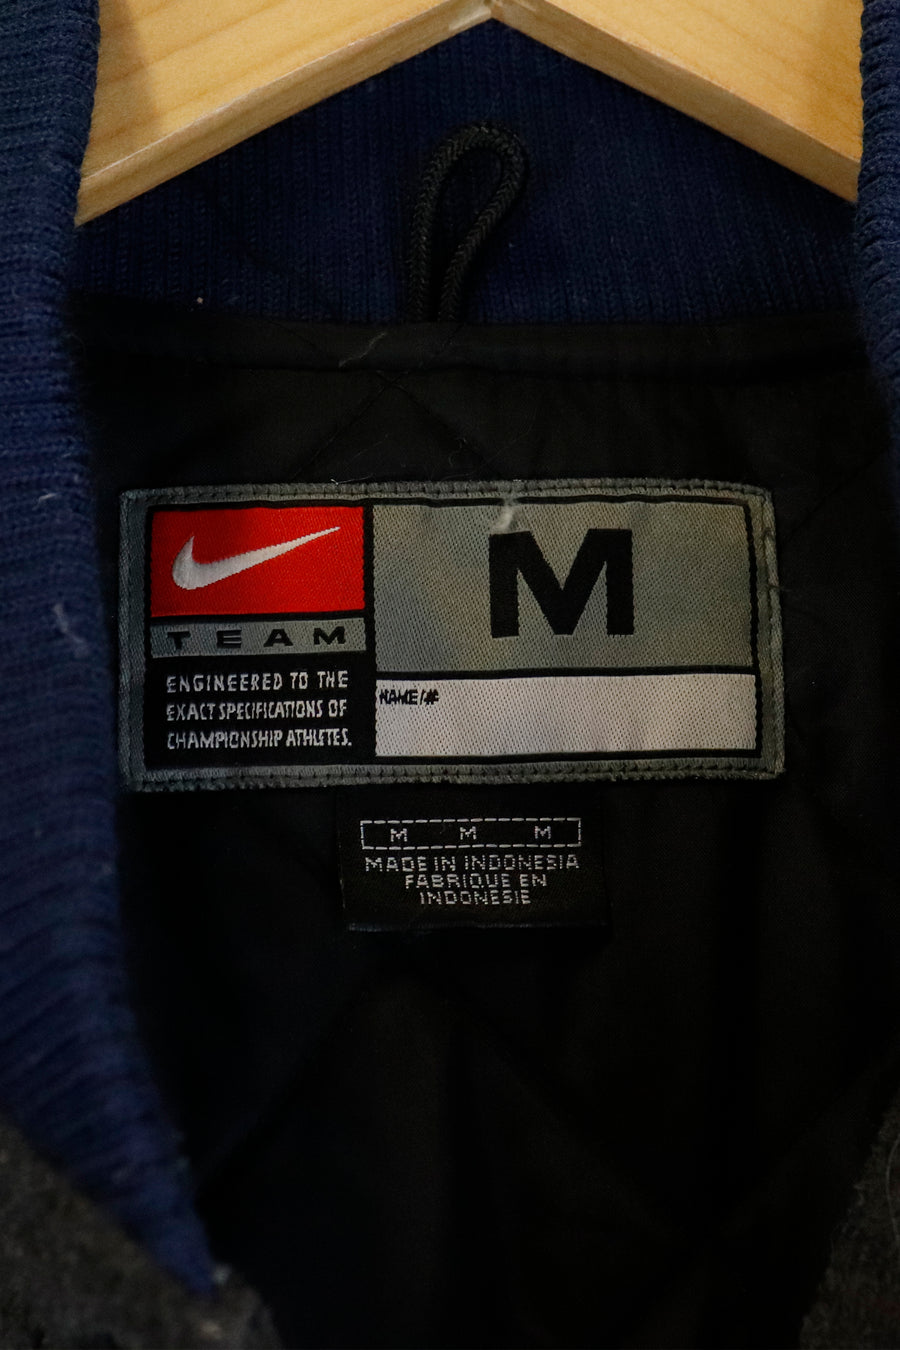 TEAM
ENGINEERED TO THE
EXACT SPECIFICATIONS OF
CHAMPIONSHIP ATHLETES.
M
NAME/#
M M M
MADE IN INDONESIA
FABRIQUE EN
INDONESIE